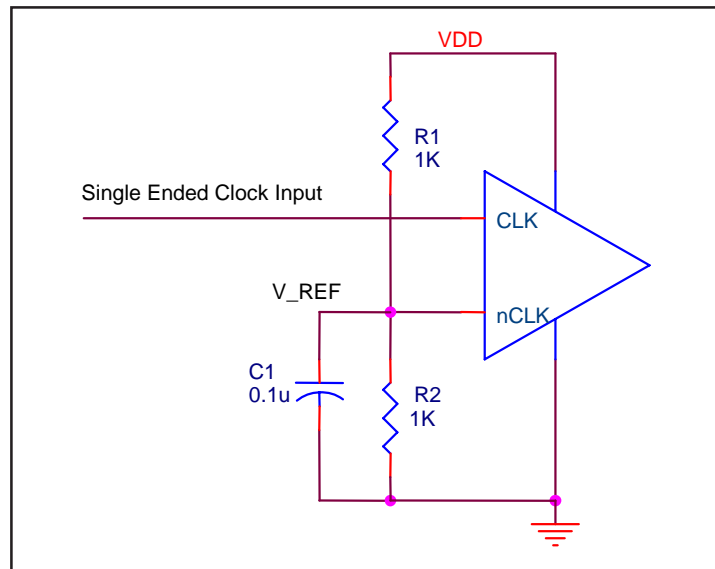 VDD
R1
1K
Single Ended Clock Input
CLK
V_REF
nCLK
C1
0.1u
R2
1K